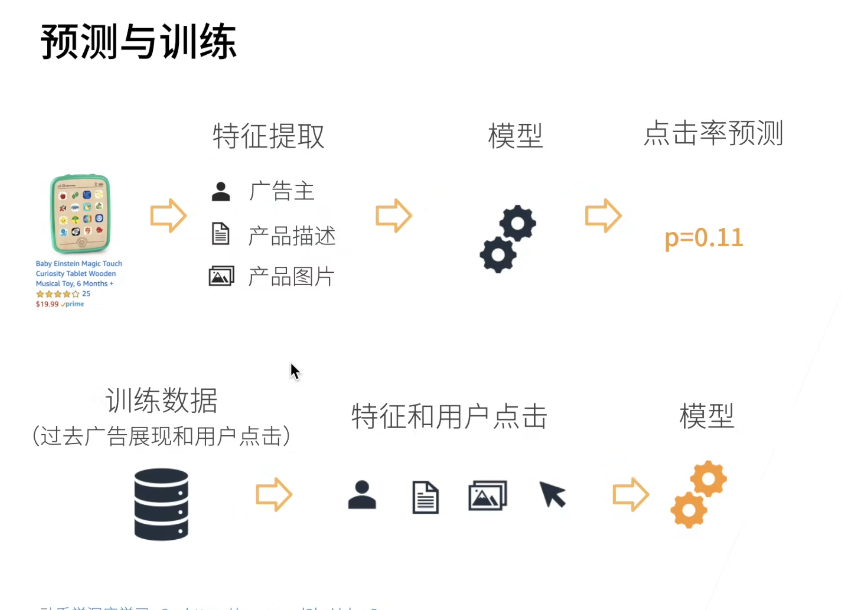 预测与训练
特征提取
模型
点击率预测
广告主
产品描述
产品图片
p=0.11
Baby Einstein Magic Touch
Curiosity Tablet Wooden
Musical Toy, 6 Months +
25
$19.99 ✓prime
训练数据
(过去广告展现和用户点击)
特征和用户点击
模型